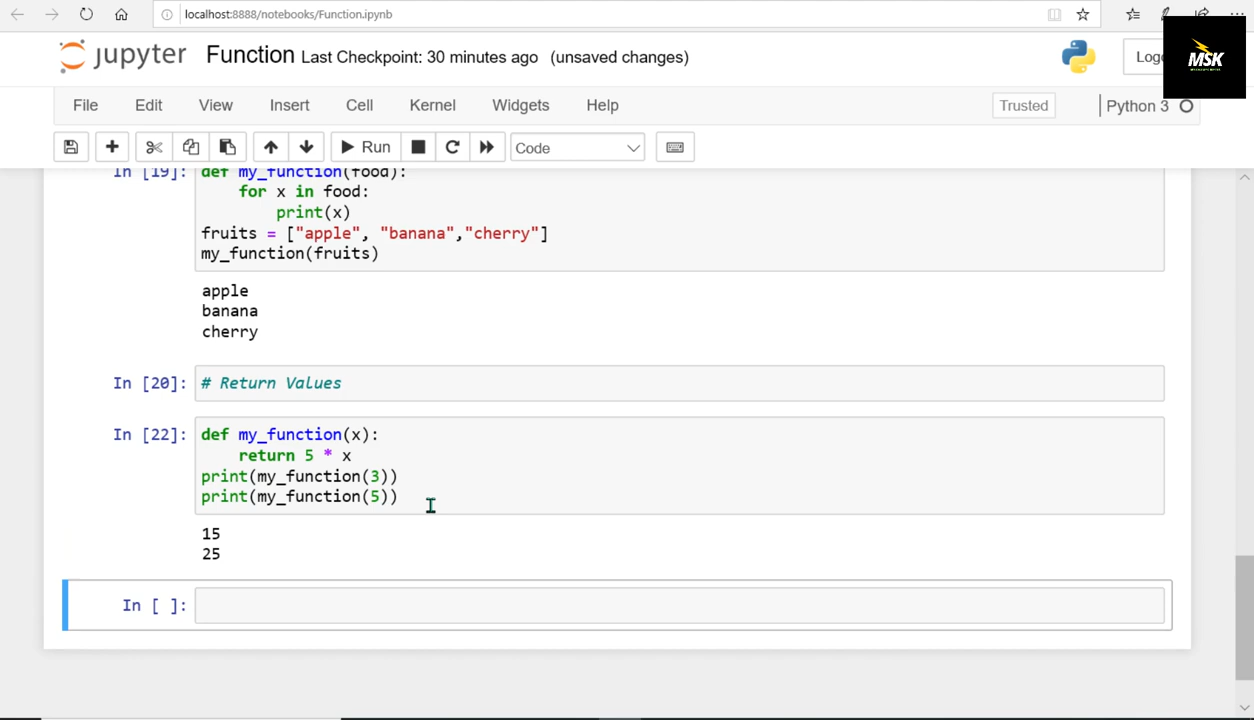 localhost:8888/notebooks/Function.ipynb
jupyter Function Last Checkpoint: 30 minutes ago (unsaved changes)
MSK
File Edit View Insert Cell Kernel Widgets Help Trusted Python 3
Run Code
In [19]: def my_function(food):
    for x in food:
        print(x)
fruits = ["apple", "banana","cherry"]
my_function(fruits)
apple
banana
cherry
In [20]: # Return Values
In [22]: def my_function(x):
    return 5 * x
print(my_function(3))
print(my_function(5))
15
25
In [ ]: